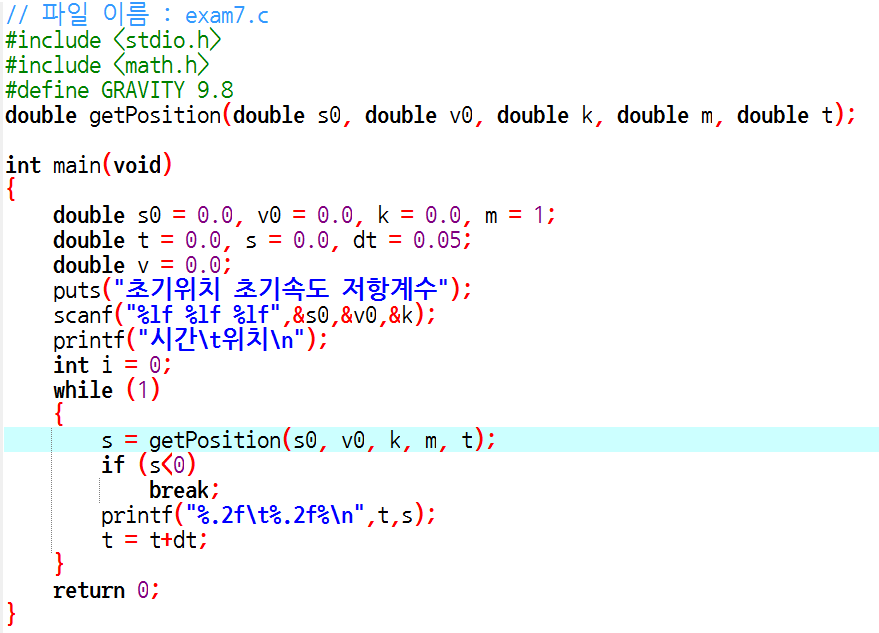 // 파일 이름 : exam7.c
#include <stdio.h>
#include <math.h>
#define GRAVITY 9.8
double getPosition(double s0, double v0, double k, double m, double t);
int main(void)
{
double s0 = 0.0, v0 = 0.0, k = 0.0, m = 1;
double t = 0.0, s = 0.0, dt = 0.05;
double v = 0.0;
puts("초기위치 초기속도 저항계수");
scanf("%lf %lf %lf",&s0,&v0,&k);
printf("시간\t위치\n");
int i = 0;
while (1)
{
s = getPosition(s0, v0, k, m, t);
if (s<0)
break;
printf("%.2f\t%.2f%\n",t,s);
t = t+dt;
}
return 0;
}